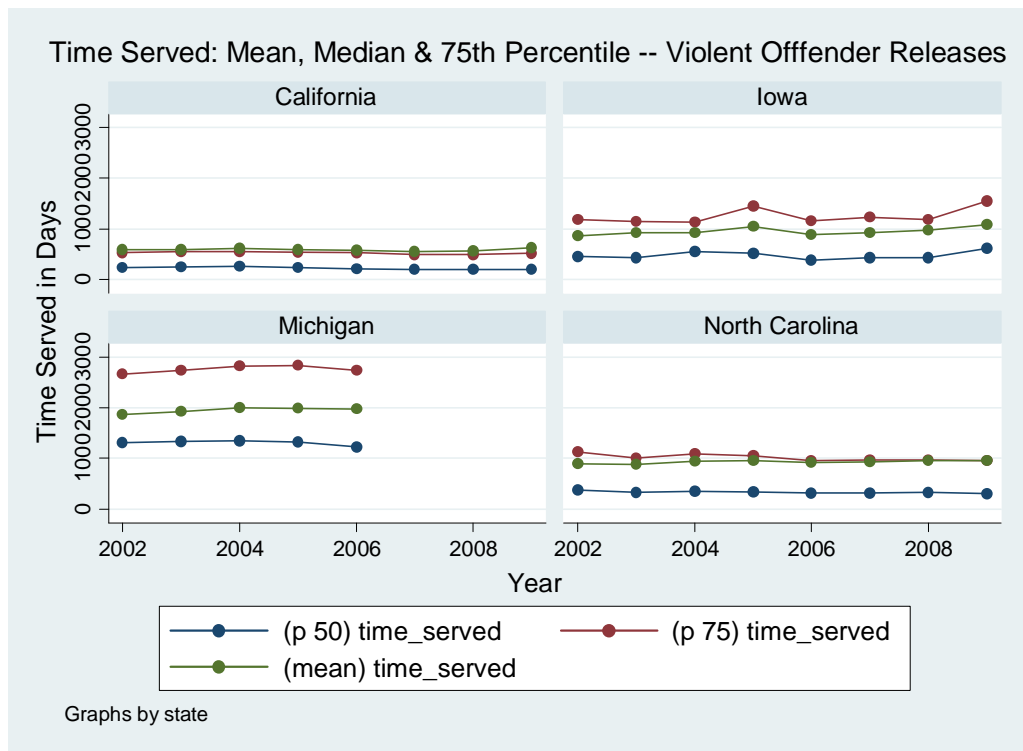 Time Served: Mean, Median & 75th Percentile -- Violent Offfender Releases
California
Iowa
Michigan
North Carolina
Time Served in Days
0 1000 2000 3000
0 1000 2000 3000
2002 2004 2006 2008
2002 2004 2006 2008
Year
(p 50) time_served
(p 75) time_served
(mean) time_served
Graphs by state